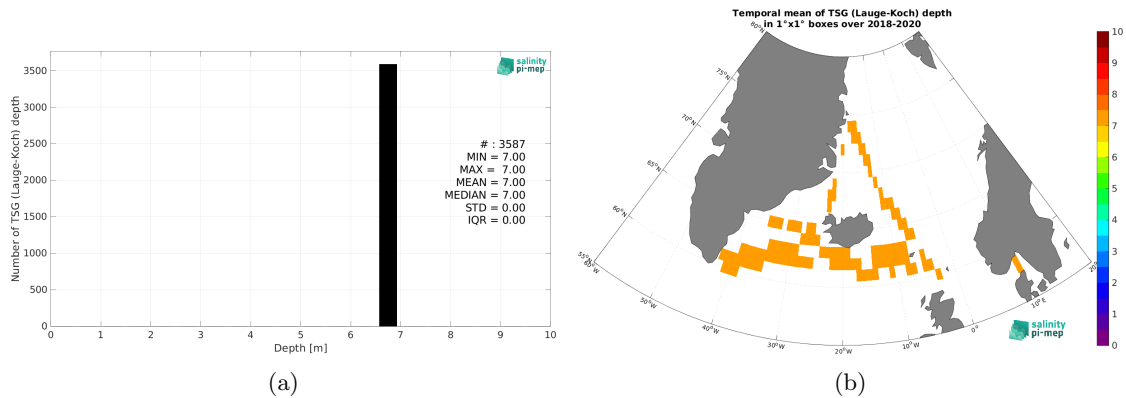 3500
3000
2500
2000
1500
1000
500
0
Number of TSG (Lauge-Koch) depth
0 1 2 3 4 5 6 7 8 9 10
Depth [m]
salinity
pi-mep
# : 3587
MIN = 7.00
MAX = 7.00
MEAN = 7.00
MEDIAN = 7.00
STD = 0.00
IQR = 0.00
(a)
Temporal mean of TSG (Lauge-Koch) depth
in 1°x1° boxes over 2018-2020
80°N
75°N
70°N
65°N
60°N
55°N
60°W
50°W
40°W
30°W
20°W
10°W
0°
10°E
20°E
10
9
8
7
6
5
4
3
2
1
0
salinity
pi-mep
(b)